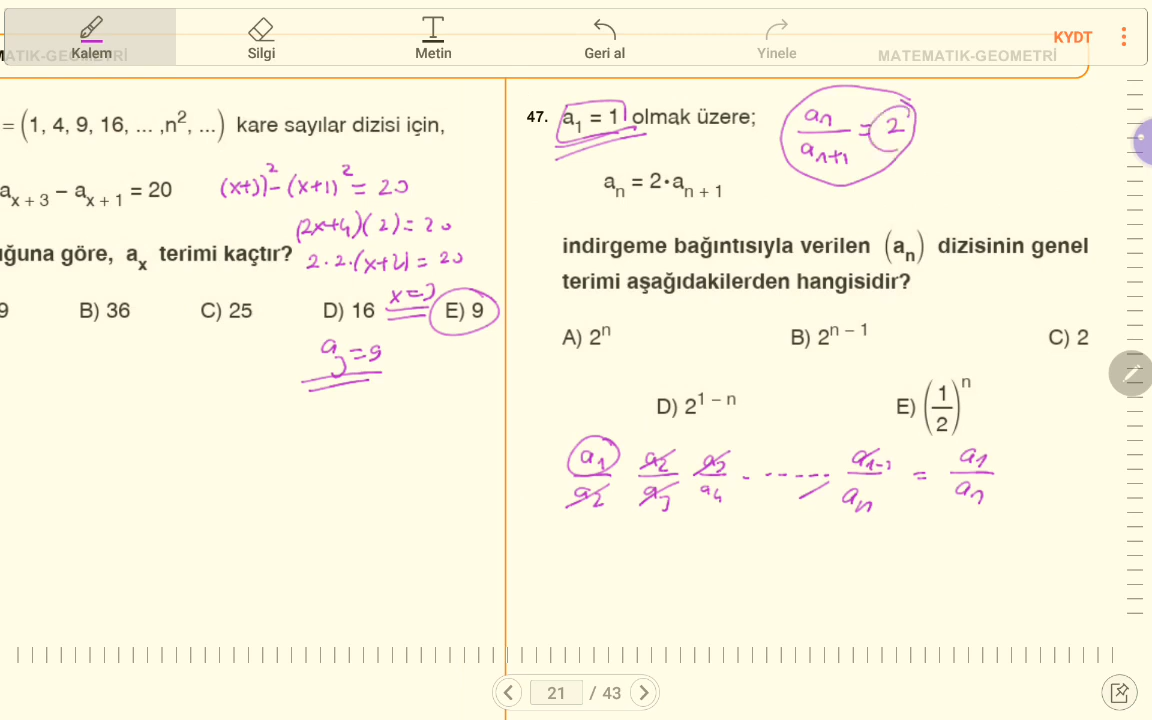 Kalem Silgi Metin Geri al Yinele KYDT
ATIK-GEOMETRİ MATEMATIK-GEOMETRİ
= (1, 4, 9, 16, ... ,n², ...) kare sayılar dizisi için,
aₓ₊₃ − aₓ₊₁ = 20
(x+3)² - (x+1)² = 20
(2x+4)(2) = 20
uğuna göre, aₓ terimi kaçtır?
2.2.(x+2) = 20
x=3
9 B) 36 C) 25 D) 16 E) 9
a₃=9
47. a₁ = 1 olmak üzere;
aₙ/aₙ₊₁ = 2
aₙ = 2·aₙ₊₁
indirgeme bağıntısıyla verilen (aₙ) dizisinin genel
terimi aşağıdakilerden hangisidir?
A) 2ⁿ B) 2ⁿ⁻¹ C) 2
D) 2¹⁻ⁿ E) (1/2)ⁿ
a₁/a₂ a₂/a₃ a₃/a₄ . ...... aₙ₋₁/aₙ = a₁/aₙ
21 / 43